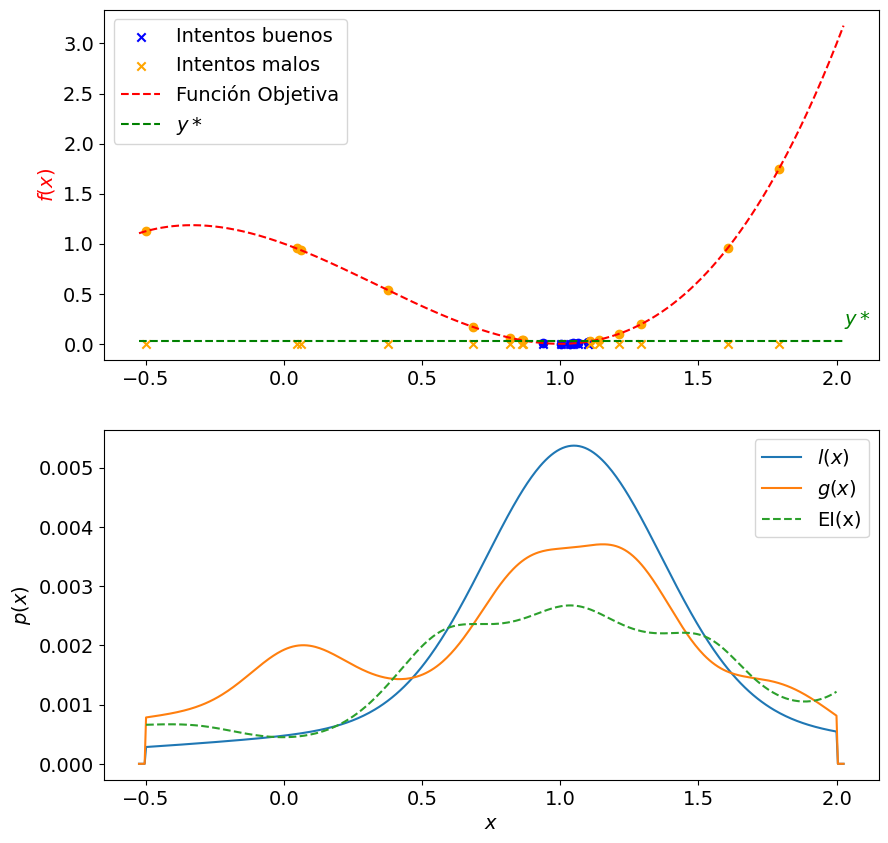 Intentos buenos
Intentos malos
Función Objetiva
y*
f(x)
3.0
2.5
2.0
1.5
1.0
0.5
0.0
y*
−0.5 0.0 0.5 1.0 1.5 2.0
l(x)
g(x)
EI(x)
p(x)
0.005
0.004
0.003
0.002
0.001
0.000
−0.5 0.0 0.5 1.0 1.5 2.0
x